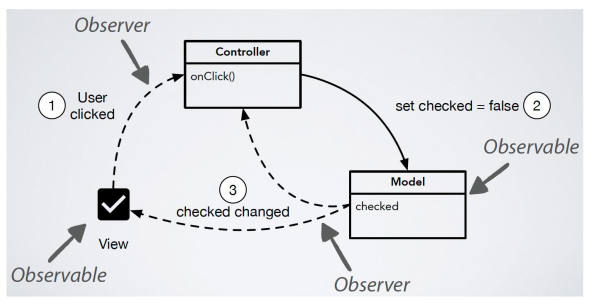 Observer
Controller
onClick()
1 User
clicked
set checked = false 2
Observable
Model
3
checked changed
checked
View
Observable
Observer